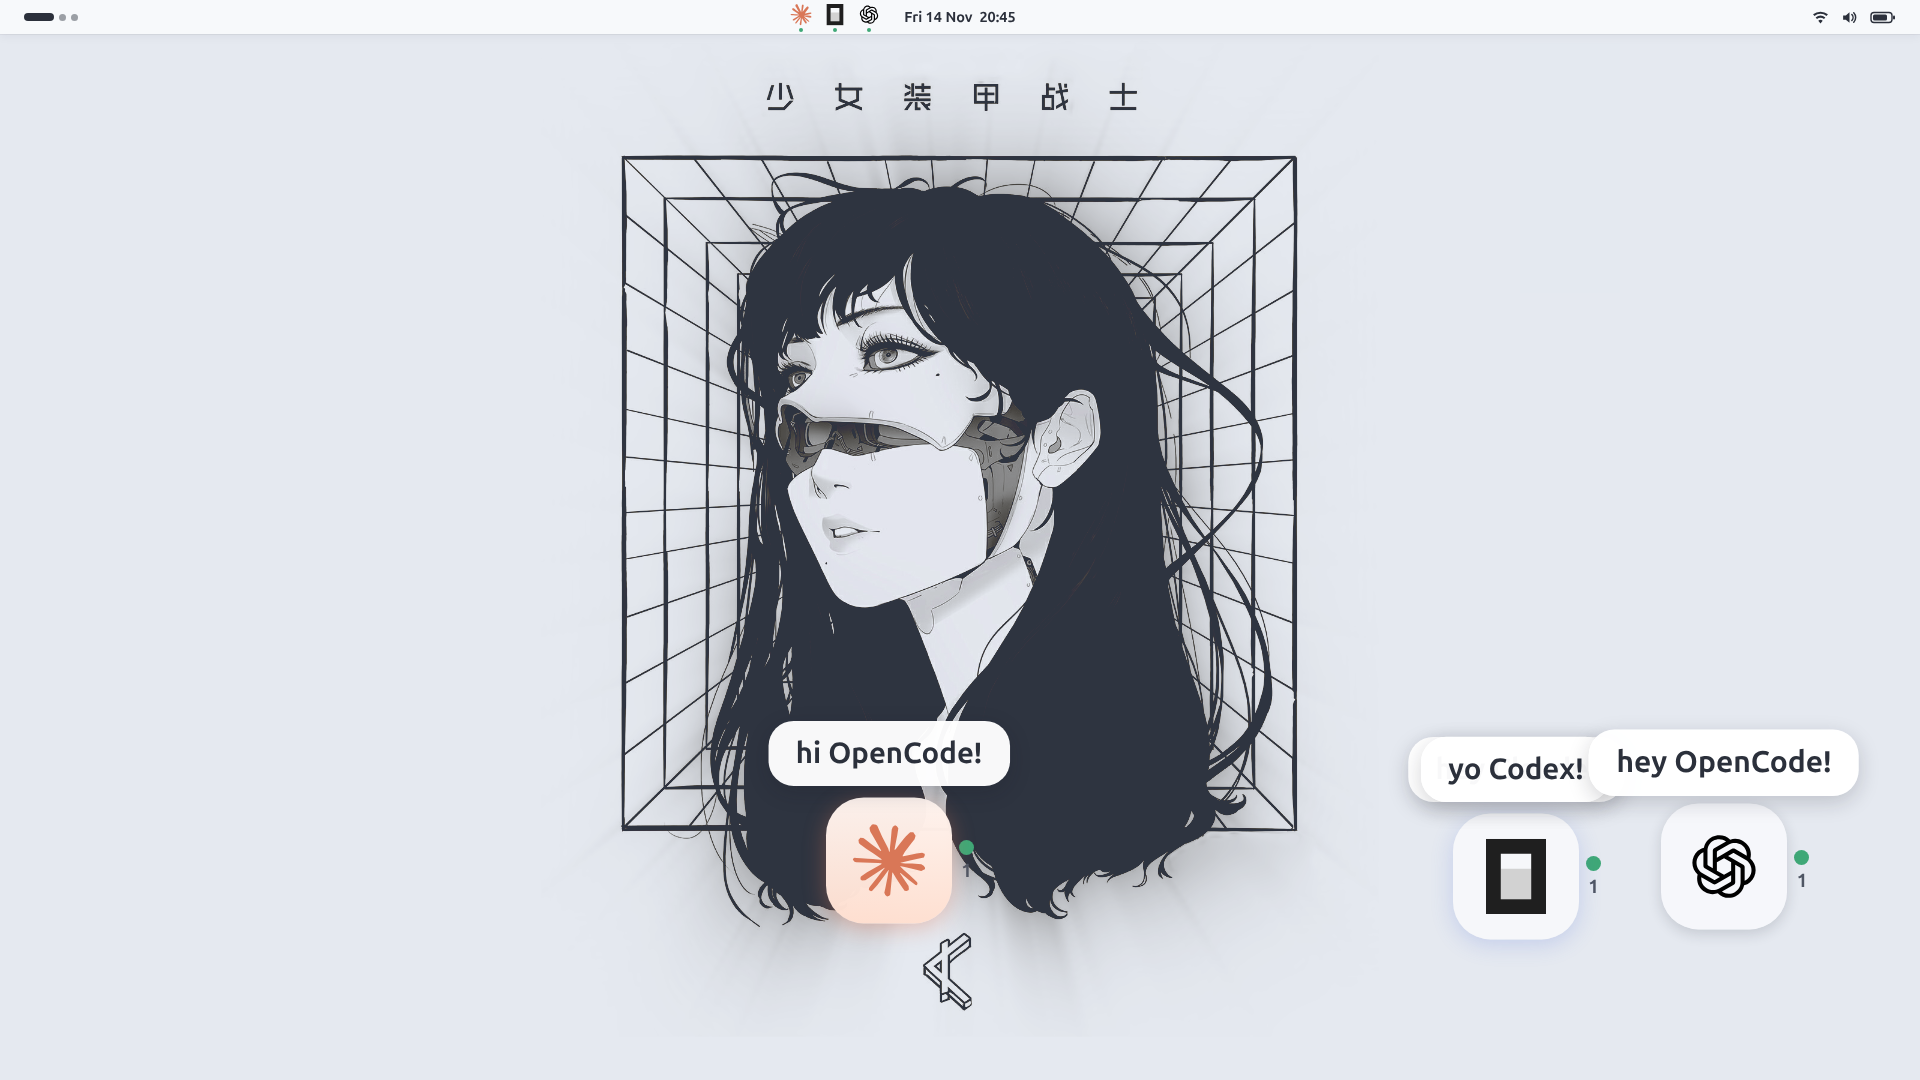 Fri 14 Nov 20:45
少女装甲战士
hi OpenCode!
yo Codex!
hey OpenCode!
1
1
1